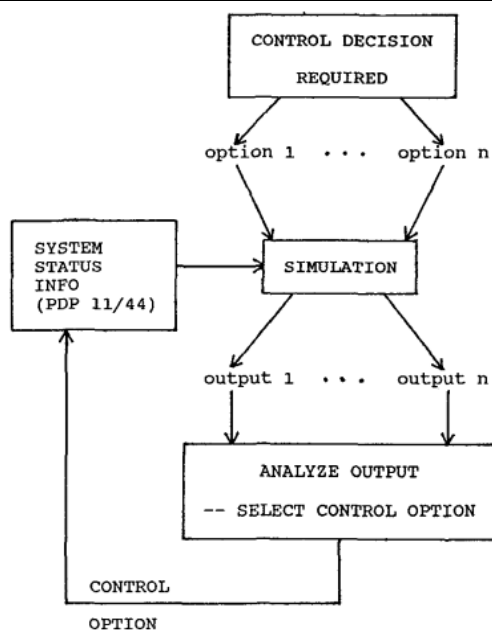 CONTROL DECISION
REQUIRED
option 1 ... option n
SYSTEM
STATUS
INFO
(PDP 11/44)
SIMULATION
output 1 ... output n
ANALYZE OUTPUT
-- SELECT CONTROL OPTION
CONTROL
OPTION